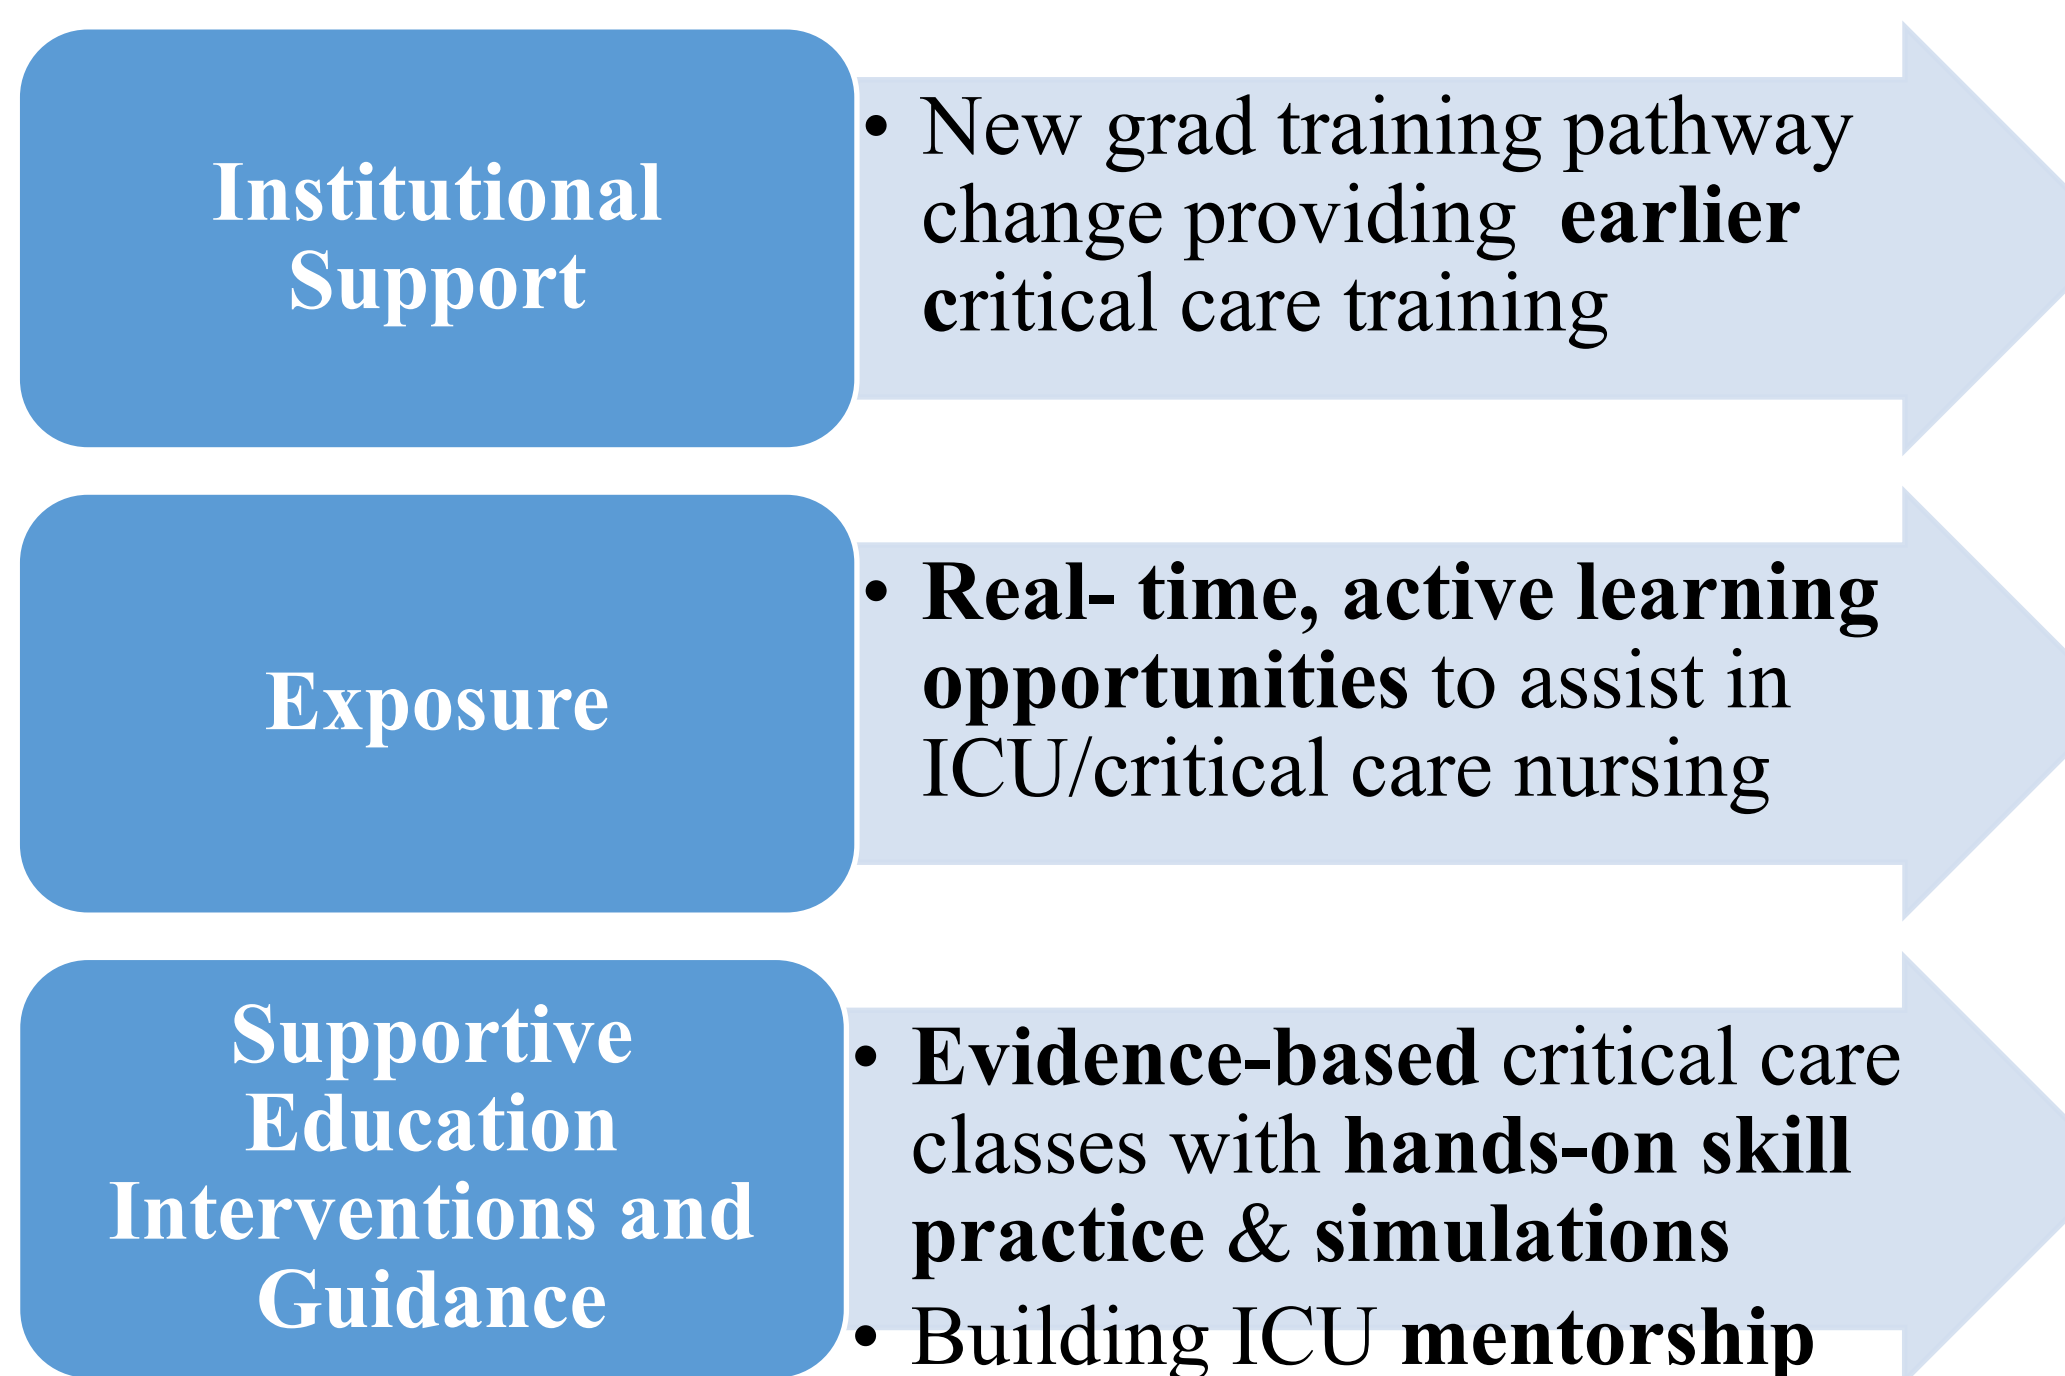 Institutional
Support
• New grad training pathway
change providing  earlier
critical care training
Exposure
• Real- time, active learning
opportunities to assist in
ICU/critical care nursing
Supportive
Education
Interventions and
Guidance
• Evidence-based critical care
classes with hands-on skill
practice & simulations
• Building ICU mentorship